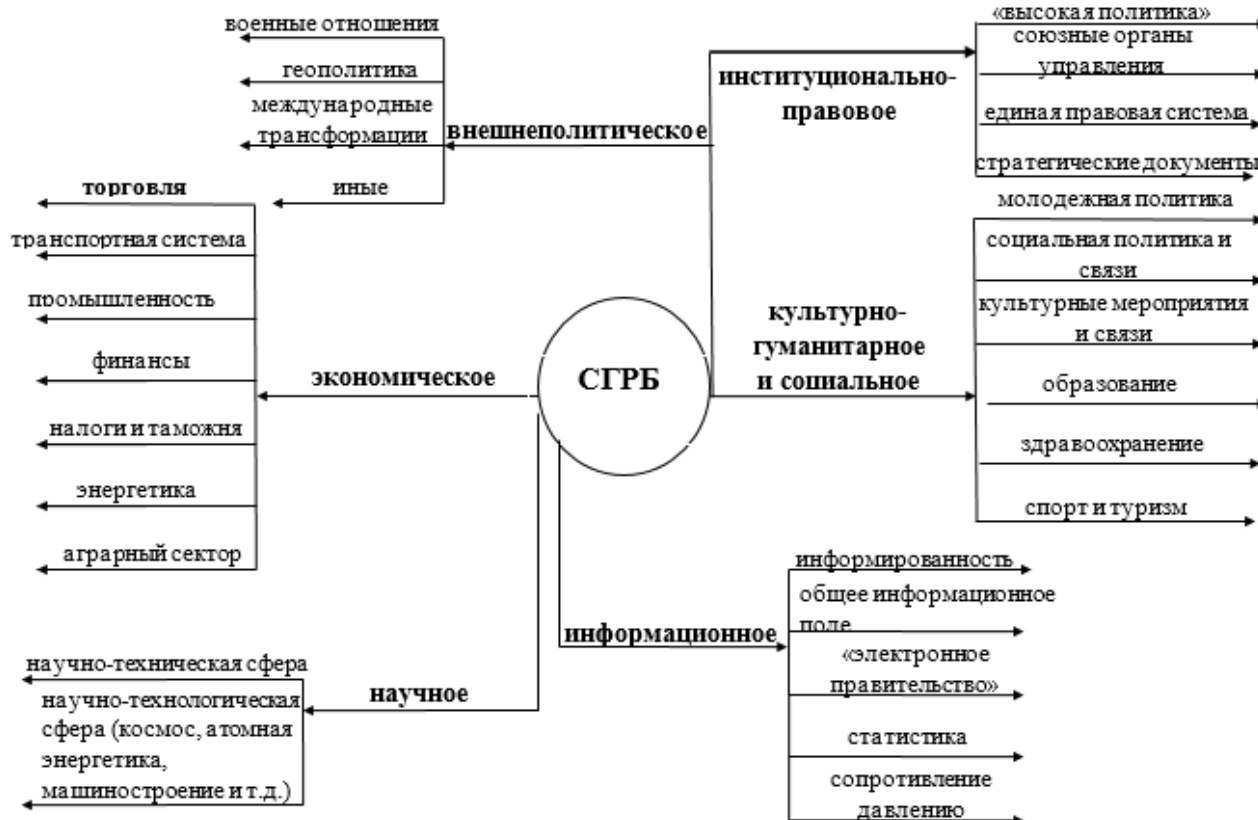 военные отношения
геополитика
международные
трансформации
иные
внешнеполитическое
институционально-
правовое
«высокая политика»
союзные органы
управления
единая правовая система
стратегические документы
торговля
транспортная система
промышленность
финансы
налоги и таможня
энергетика
аграрный сектор
экономическое
СГРБ
культурно-
гуманитарное
и социальное
молодежная политика
социальная политика и
связи
культурные мероприятия
и связи
образование
здравоохранение
спорт и туризм
научно-техническая сфера
научно-технологическая
сфера (космос, атомная
энергетика,
машиностроение и т.д.)
научное
информационное
информированность
общее информационное
поле
«электронное
правительство»
статистика
сопротивление
давлению